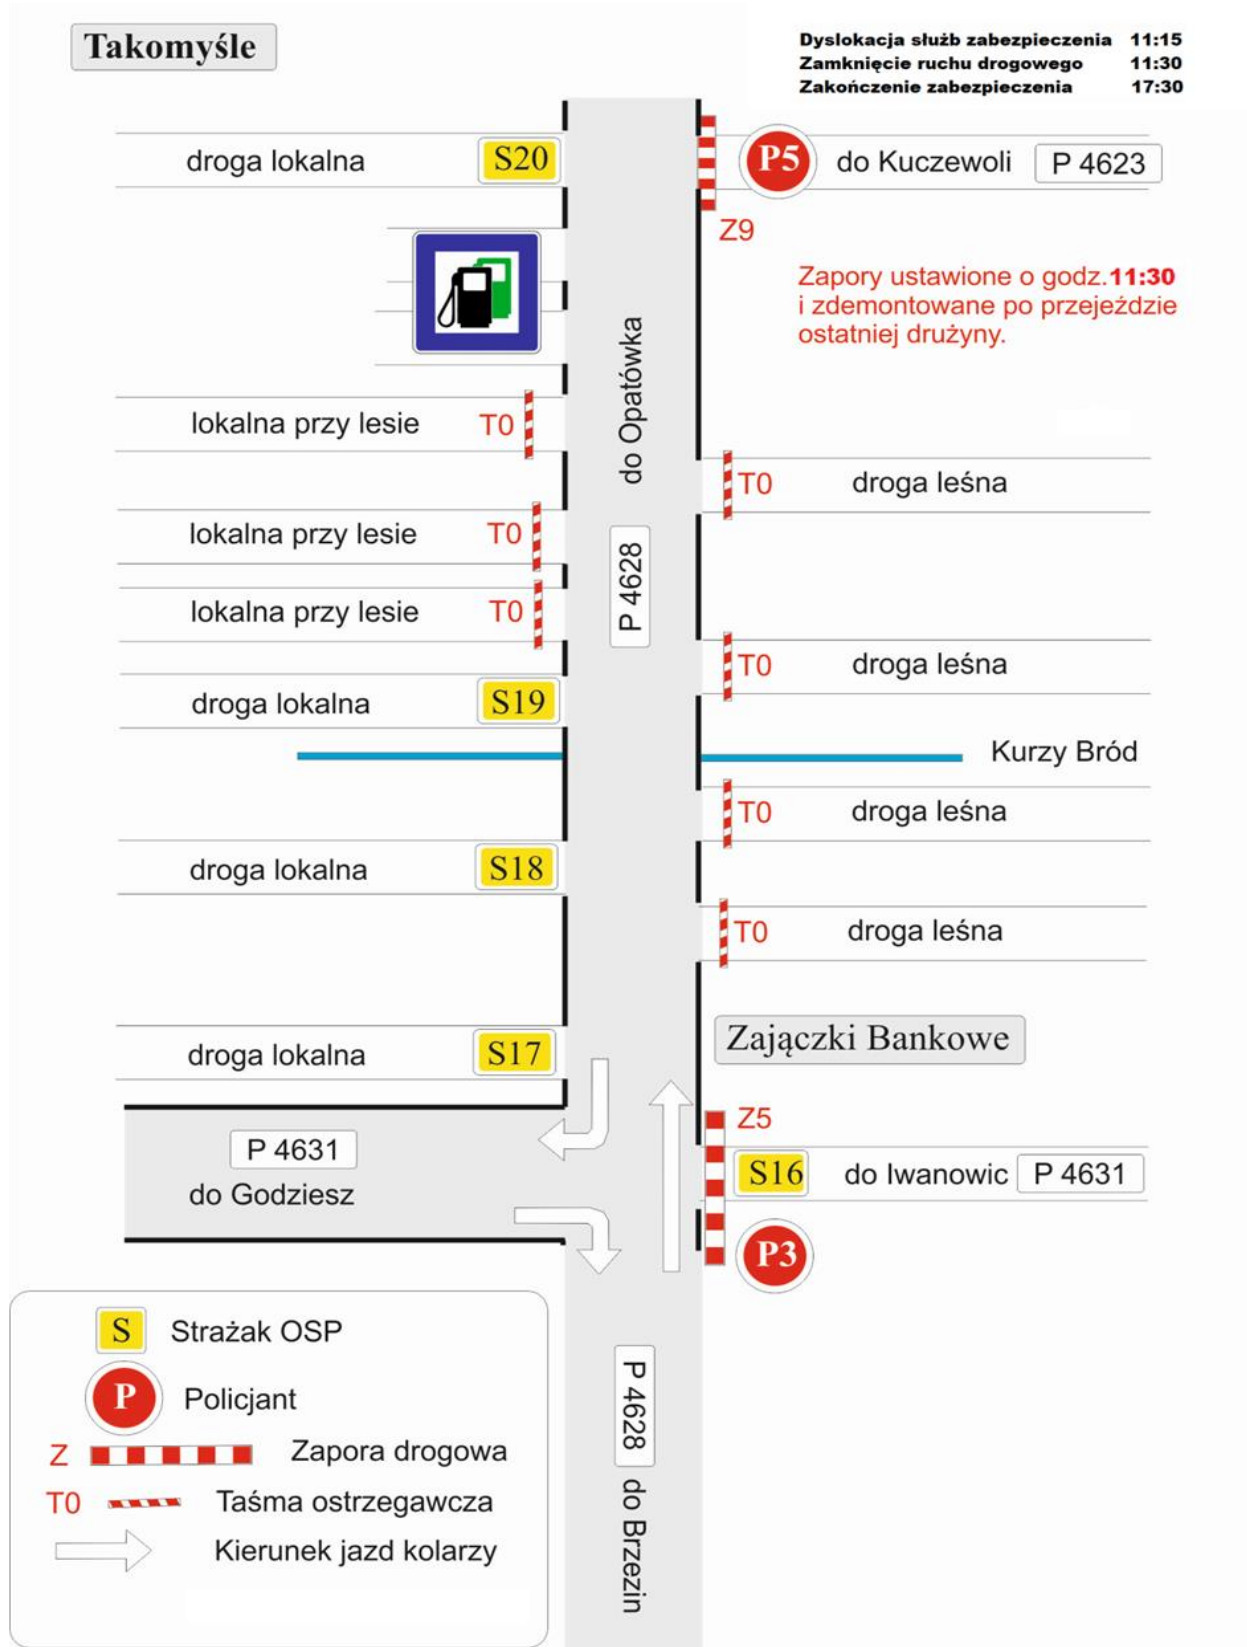 Takomyśle
Dyslokacja służb zabezpieczenia 11:15
Zamknięcie ruchu drogowego 11:30
Zakończenie zabezpieczenia 17:30
droga lokalna S20
P5 do Kuczewoli P 4623
Z9
Zapory ustawione o godz.11:30
i zdemontowane po przejeździe
ostatniej drużyny.
do Opatówka
lokalna przy lesie T0
T0 droga leśna
lokalna przy lesie T0
P 4628
lokalna przy lesie T0
T0 droga leśna
droga lokalna S19
Kurzy Bród
T0 droga leśna
droga lokalna S18
T0 droga leśna
Zajączki Bankowe
droga lokalna S17
Z5
P 4631
do Godziesz
S16 do Iwanowic P 4631
P3
S Strażak OSP
P Policjant
Z Zapora drogowa
T0 Taśma ostrzegawcza
Kierunek jazd kolarzy
P 4628 do Brzezin